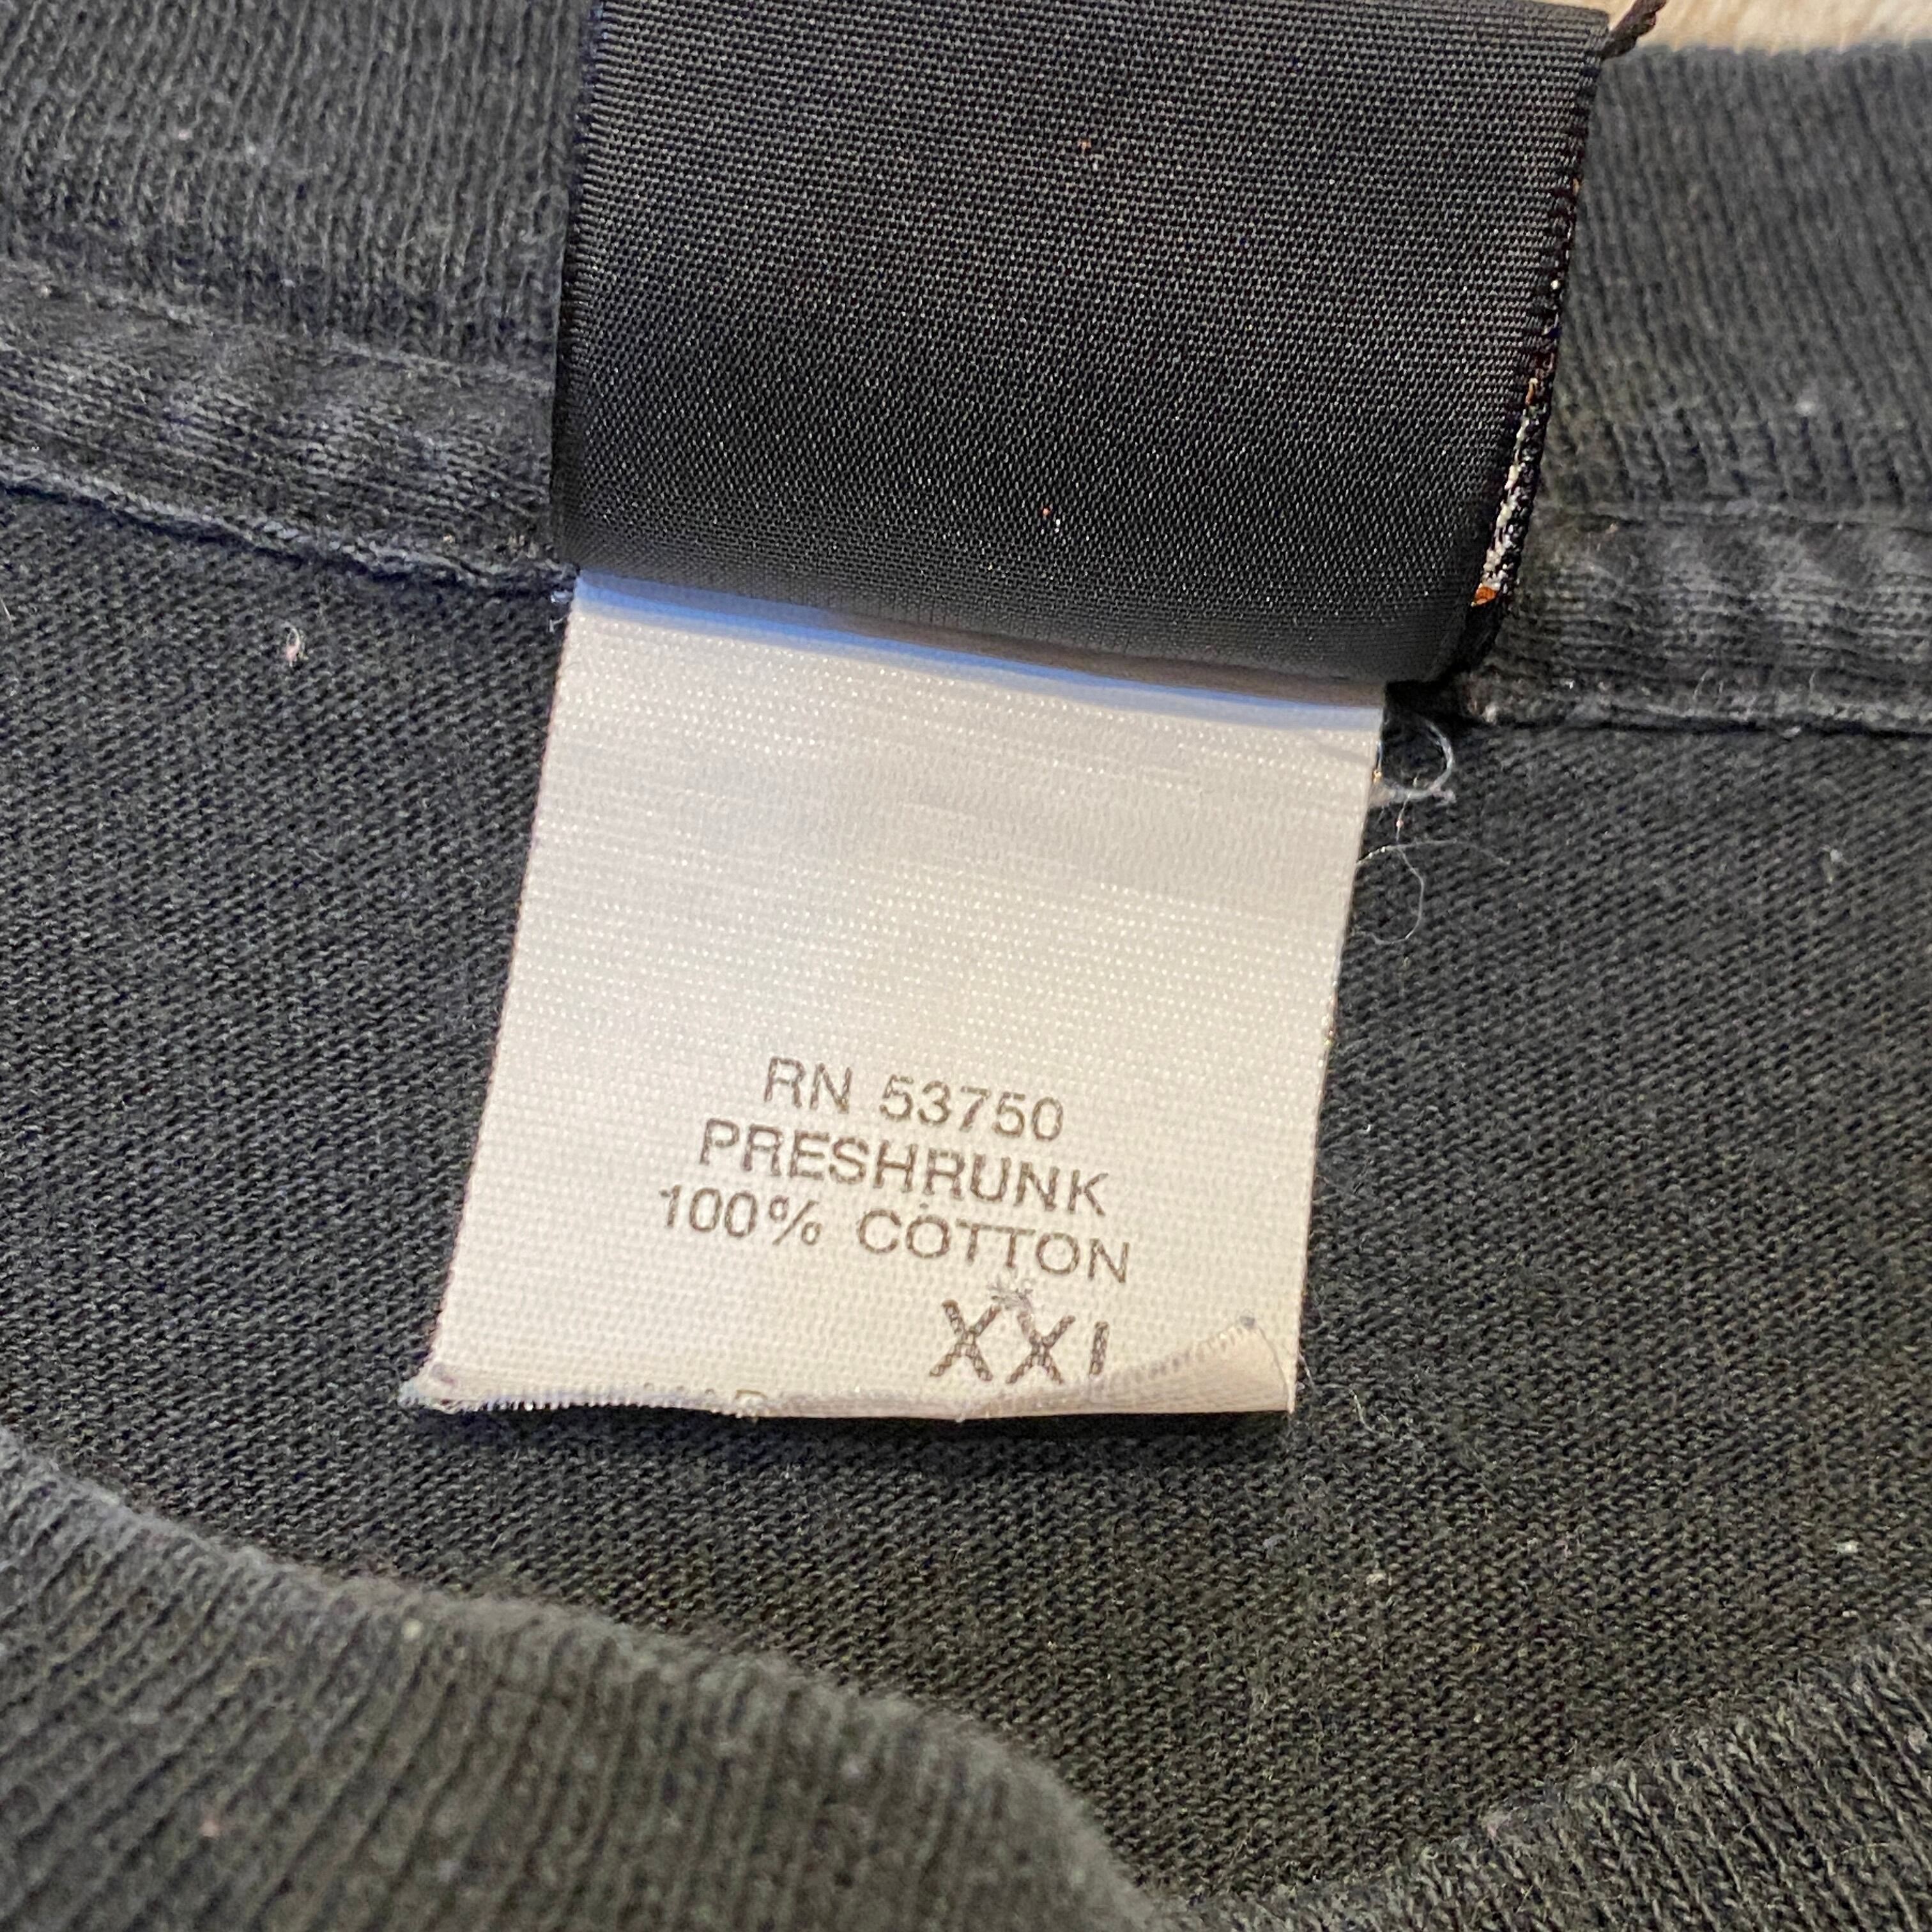 RN 53750
PRESHRUNK
100% COTTON
XXL